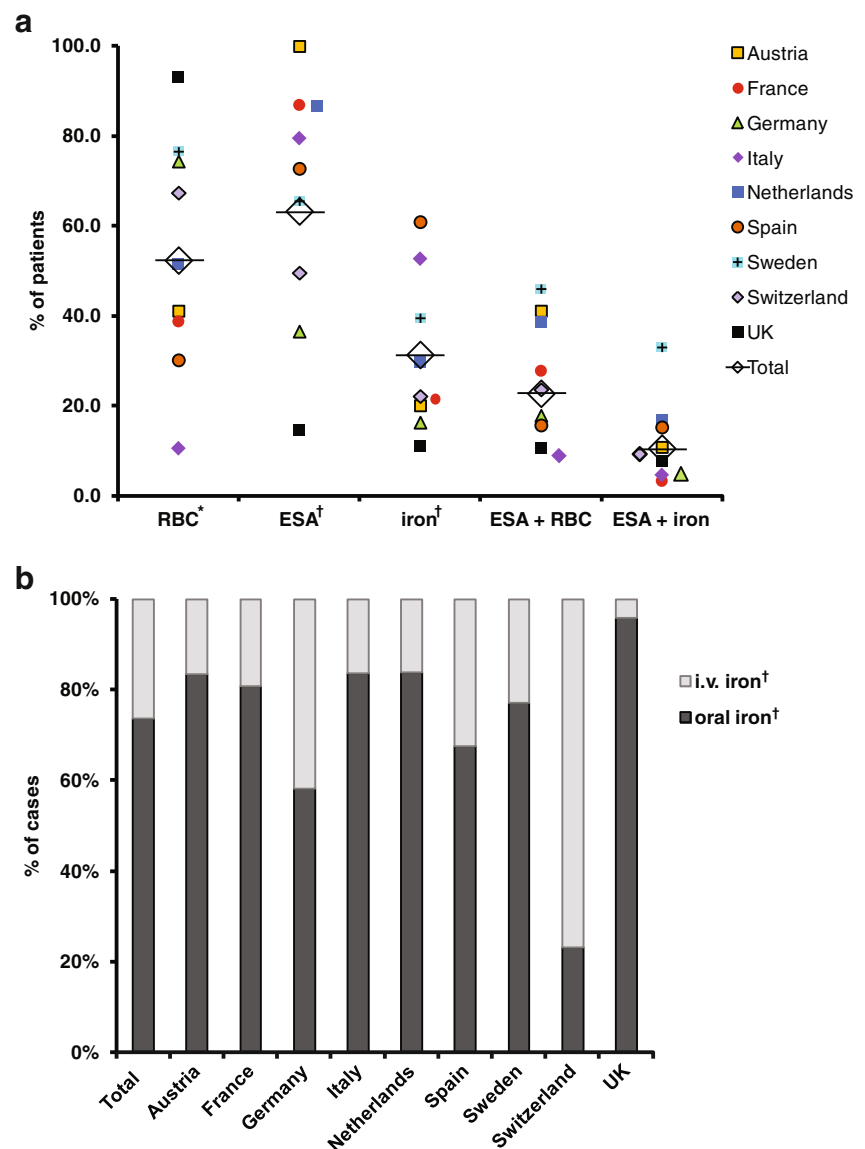 a
100.0
80.0
60.0
40.0
20.0
0.0
% of patients
RBC* ESA† iron† ESA + RBC ESA + iron
Austria
France
Germany
Italy
Netherlands
Spain
Sweden
Switzerland
UK
Total
b
100%
80%
60%
40%
20%
0%
% of cases
i.v. iron†
oral iron†
Total Austria France Germany Italy Netherlands Spain Sweden Switzerland UK